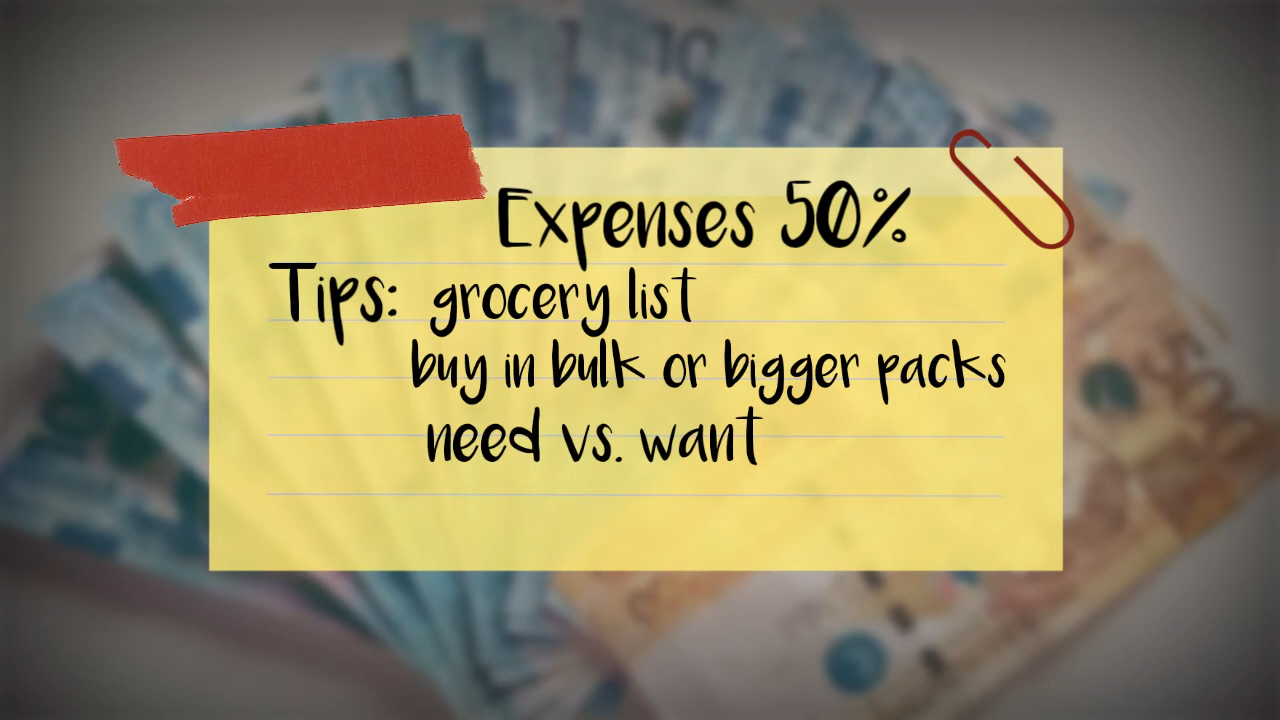 Expenses 50%
Tips: grocery list
buy in bulk or bigger packs
need vs. want